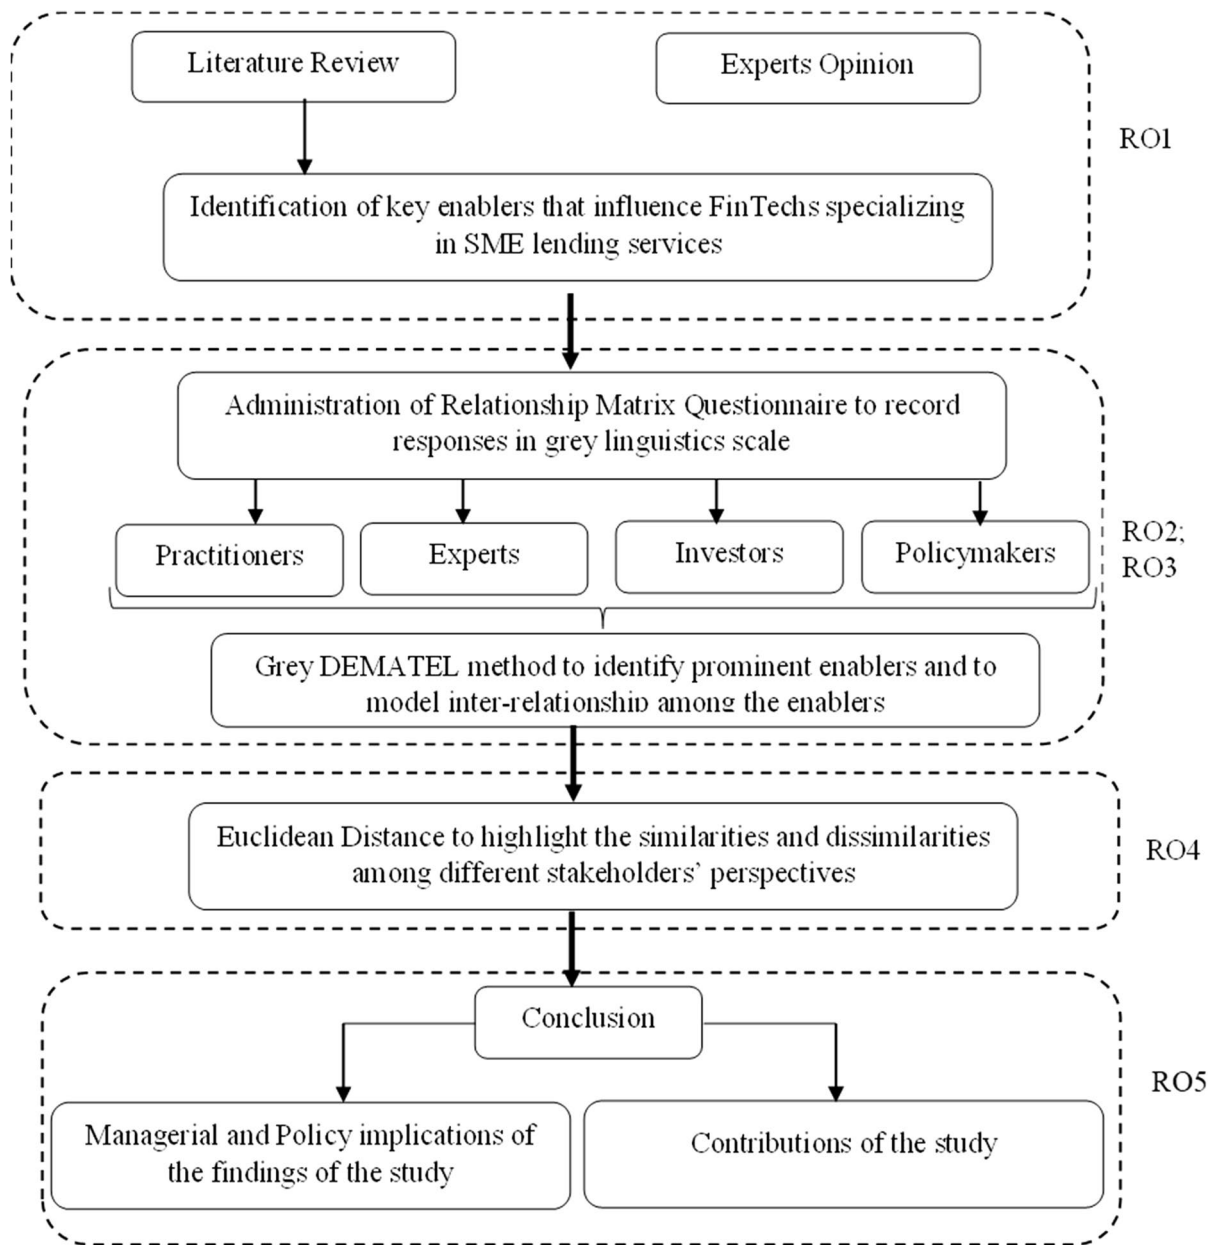 Literature Review
Experts Opinion
RO1
Identification of key enablers that influence FinTechs specializing
in SME lending services
Administration of Relationship Matrix Questionnaire to record
responses in grey linguistics scale
Practitioners
Experts
Investors
Policymakers
RO2;
RO3
Grey DEMATEL method to identify prominent enablers and to
model inter-relationship among the enablers
Euclidean Distance to highlight the similarities and dissimilarities
among different stakeholders’ perspectives
RO4
Conclusion
RO5
Managerial and Policy implications of
the findings of the study
Contributions of the study